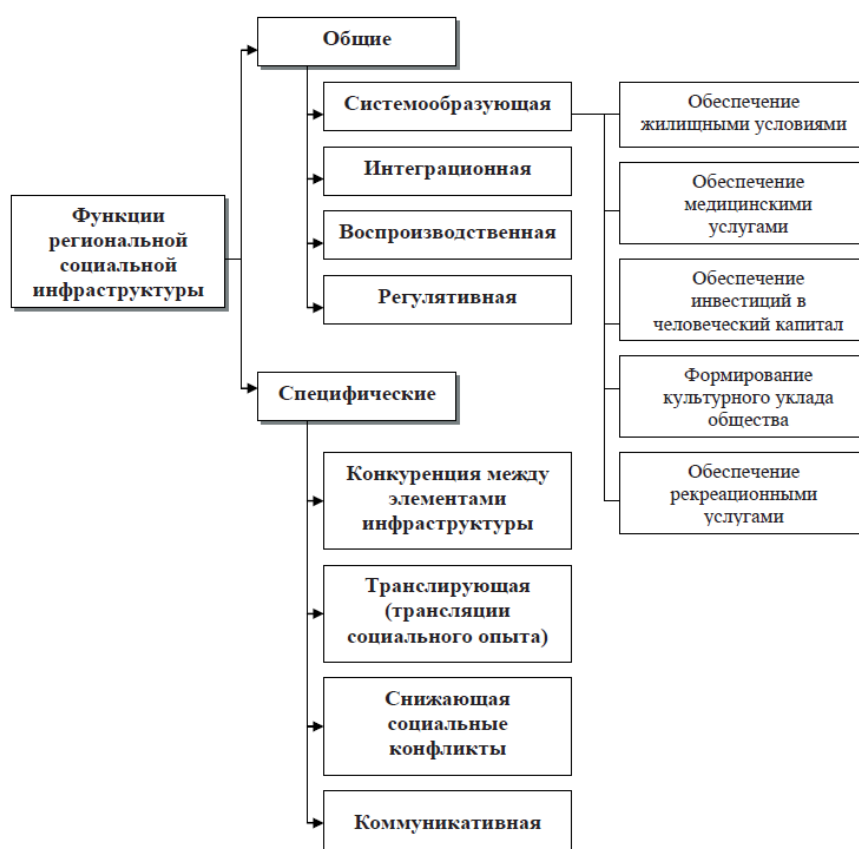 Общие
Системообразующая
Интеграционная
Воспроизводственная
Регулятивная
Функции
региональной
социальной
инфраструктуры
Специфические
Конкуренция между
элементами
инфраструктуры
Транслирующая
(трансляции
социального опыта)
Снижающая
социальные
конфликты
Коммуникативная
Обеспечение
жилищными условиями
Обеспечение
медицинскими
услугами
Обеспечение
инвестиций в
человеческий капитал
Формирование
культурного уклада
общества
Обеспечение
рекреационными
услугами